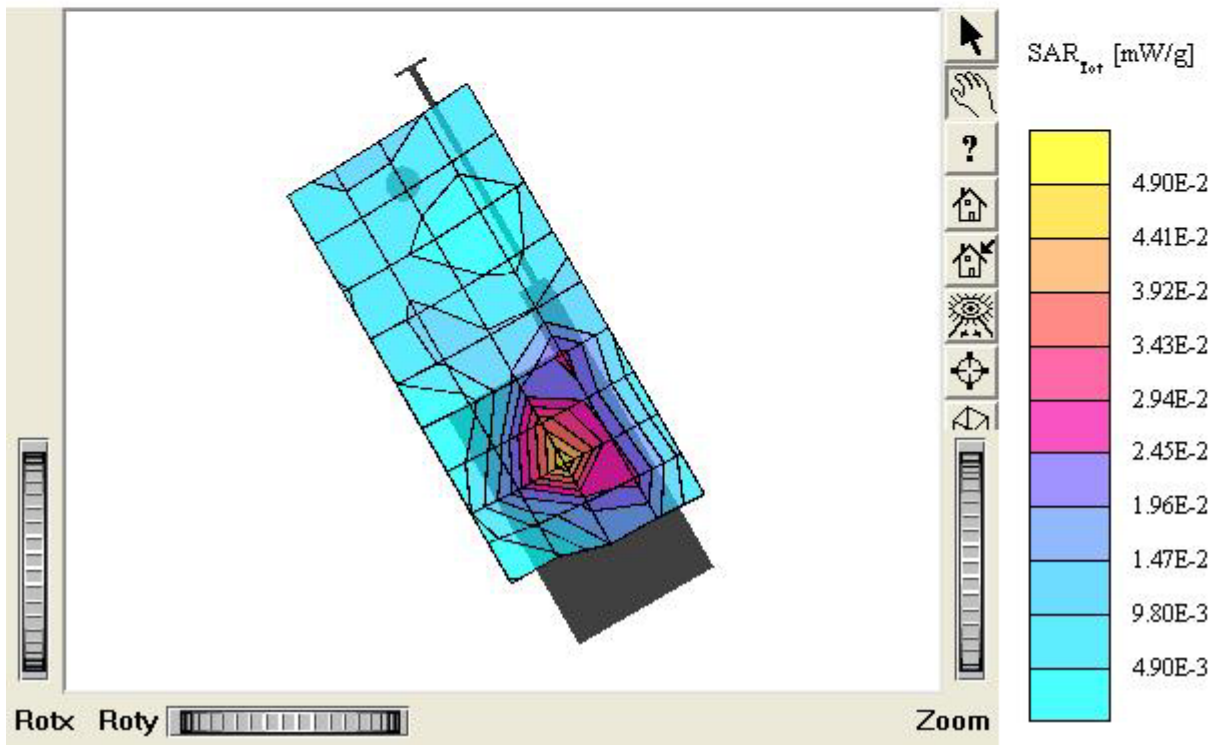 SAR_Tot [mW/g]
?
4.90E-2
4.41E-2
3.92E-2
3.43E-2
2.94E-2
2.45E-2
1.96E-2
1.47E-2
9.80E-3
4.90E-3
Rotx Roty Zoom